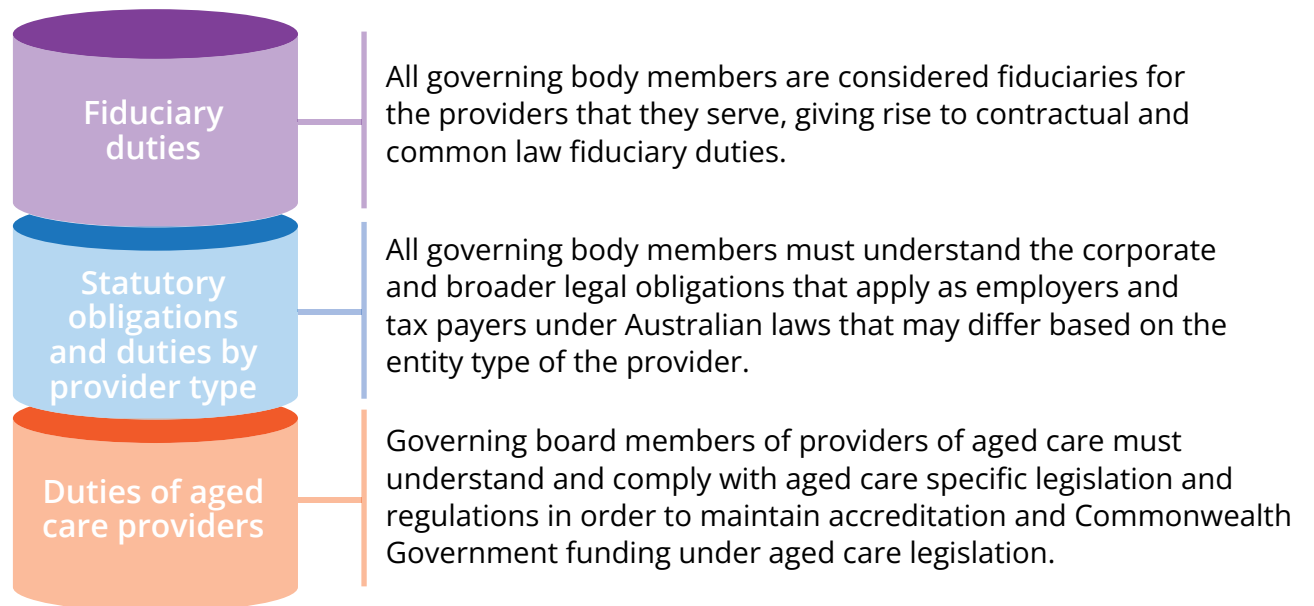 Fiduciary
duties
All governing body members are considered fiduciaries for
the providers that they serve, giving rise to contractual and
common law fiduciary duties.
Statutory
obligations
and duties by
provider type
All governing body members must understand the corporate
and broader legal obligations that apply as employers and
tax payers under Australian laws that may differ based on the
entity type of the provider.
Duties of aged
care providers
Governing board members of providers of aged care must
understand and comply with aged care specific legislation and
regulations in order to maintain accreditation and Commonwealth
Government funding under aged care legislation.